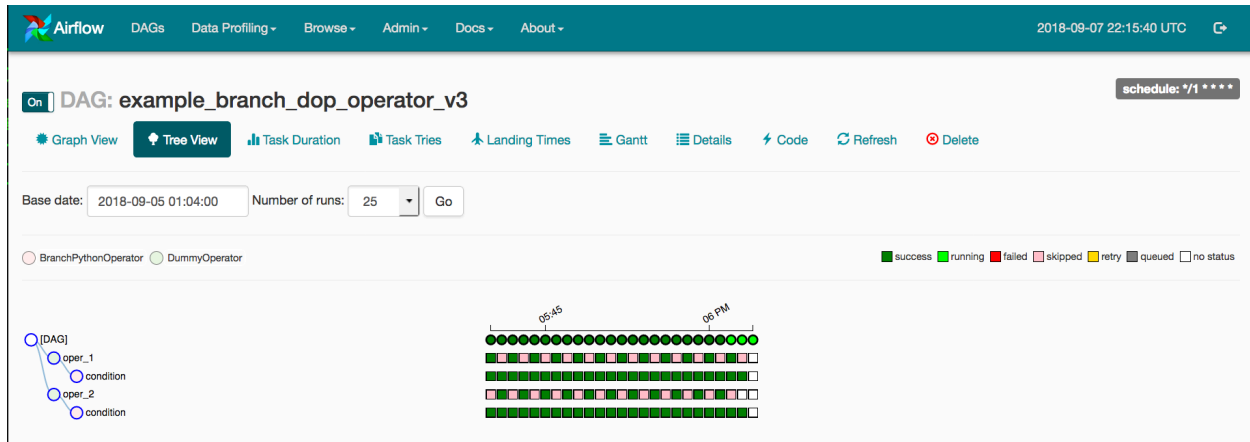 Airflow DAGs Data Profiling Browse Admin Docs About 2018-09-07 22:15:40 UTC
On DAG: example_branch_dop_operator_v3 schedule: */1 * * * *
Graph View Tree View Task Duration Task Tries Landing Times Gantt Details Code Refresh Delete
Base date: 2018-09-05 01:04:00 Number of runs: 25 Go
BranchPythonOperator DummyOperator success running failed skipped retry queued no status
05:45 06 PM
[DAG]
oper_1
condition
oper_2
condition